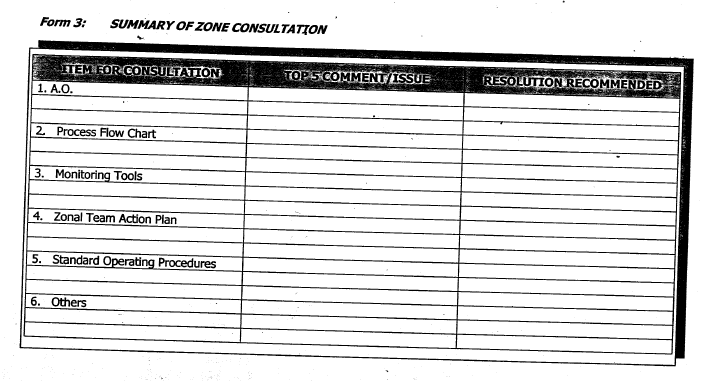 Form 3: SUMMARY OF ZONE CONSULTATION
ITEM FOR CONSULTATION TOP 5 COMMENT/ISSUE RESOLUTION RECOMMENDED
1. A.O.
2. Process Flow Chart
3. Monitoring Tools
4. Zonal Team Action Plan
5. Standard Operating Procedures
6. Others